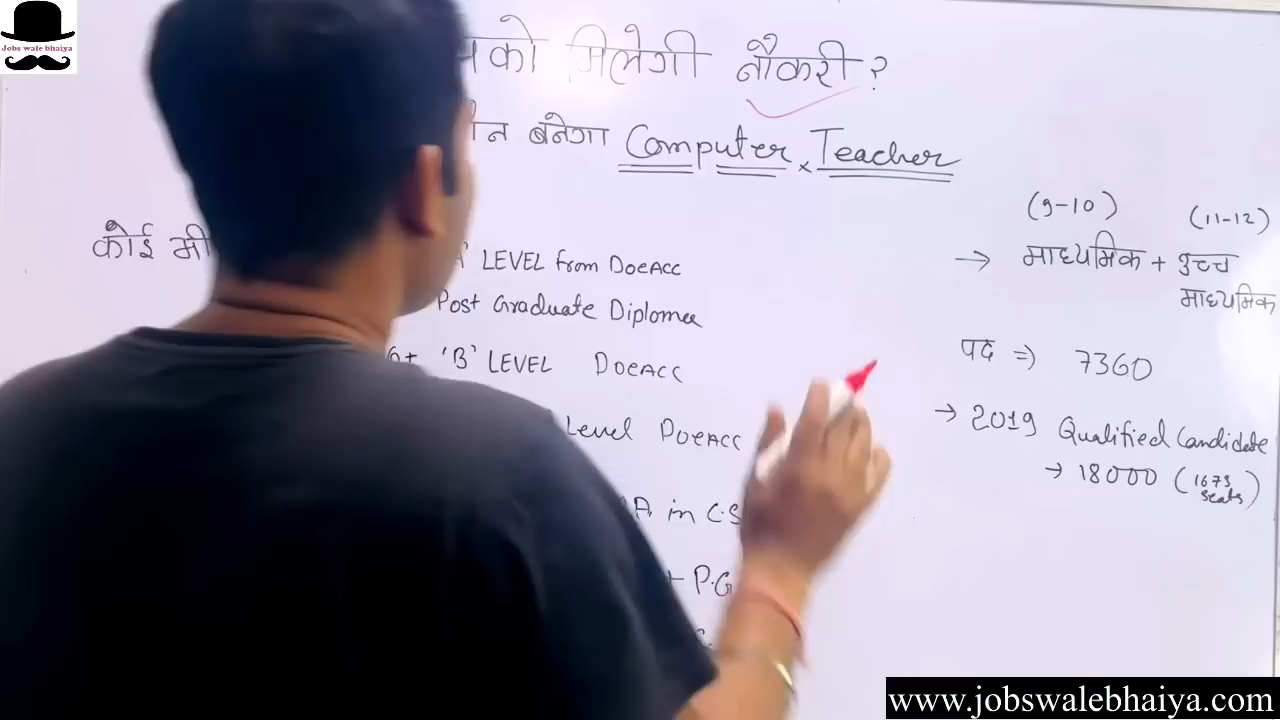 Jobs wale bhaiya
को मिलेगी नौकरी ?
बनेगा Computer Teacher
कोई भी
LEVEL from DoeAcc
Post Graduate Diploma
'B' LEVEL DoeAcc
Level DoeAcc
A in C.S
+ P.G
(9-10) (11-12)
→ माध्यमिक + उच्च
माध्यमिक
पद ⇒ 7360
→ 2019 Qualified Candidate
→ 18000 (1673
seats)
www.jobswalebhaiya.com